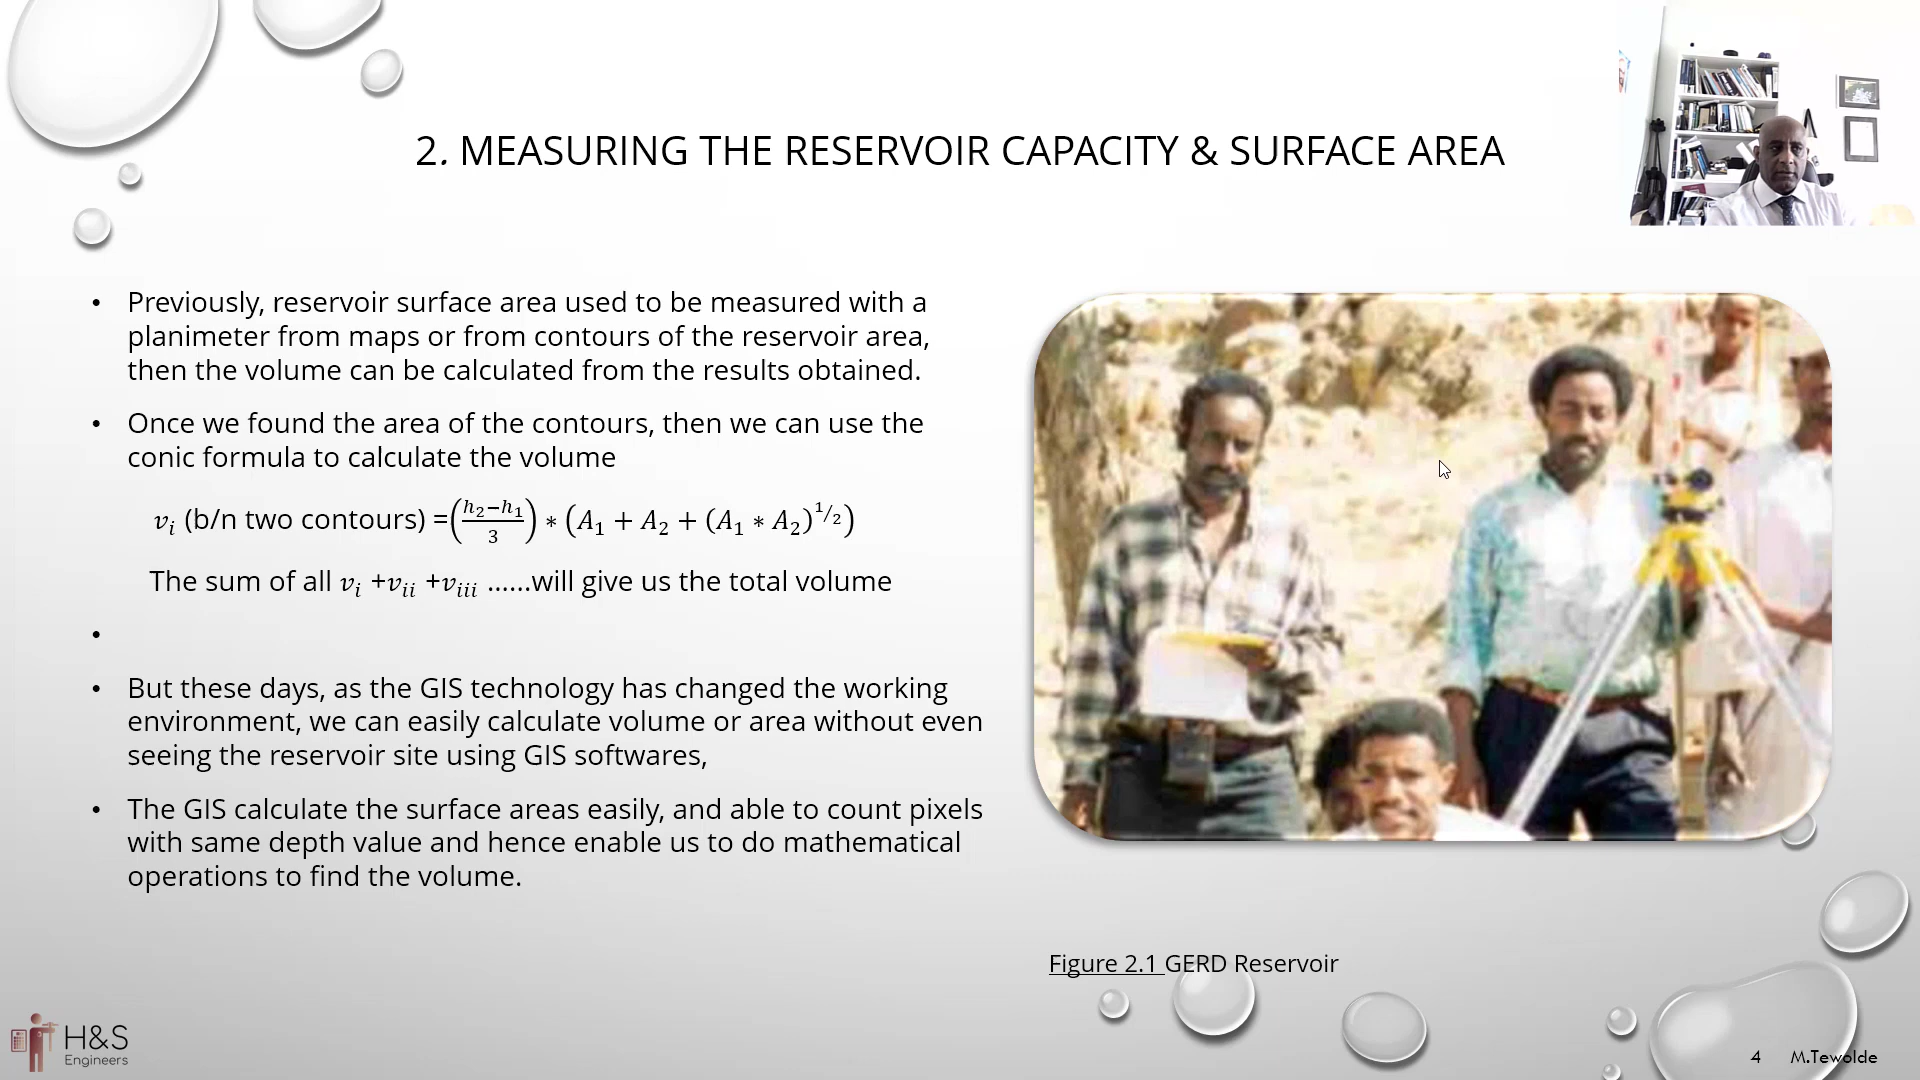 2. MEASURING THE RESERVOIR CAPACITY & SURFACE AREA
• Previously, reservoir surface area used to be measured with a
planimeter from maps or from contours of the reservoir area,
then the volume can be calculated from the results obtained.
• Once we found the area of the contours, then we can use the
conic formula to calculate the volume
𝑣ᵢ (b/n two contours) =((h₂−h₁)/3) ∗ (A₁ + A₂ + (A₁ ∗ A₂)^1/2)
The sum of all vᵢ +vᵢᵢ +vᵢᵢᵢ ......will give us the total volume
•
• But these days, as the GIS technology has changed the working
environment, we can easily calculate volume or area without even
seeing the reservoir site using GIS softwares,
• The GIS calculate the surface areas easily, and able to count pixels
with same depth value and hence enable us to do mathematical
operations to find the volume.
Figure 2.1 GERD Reservoir
H&S
Engineers
4 M.Tewolde